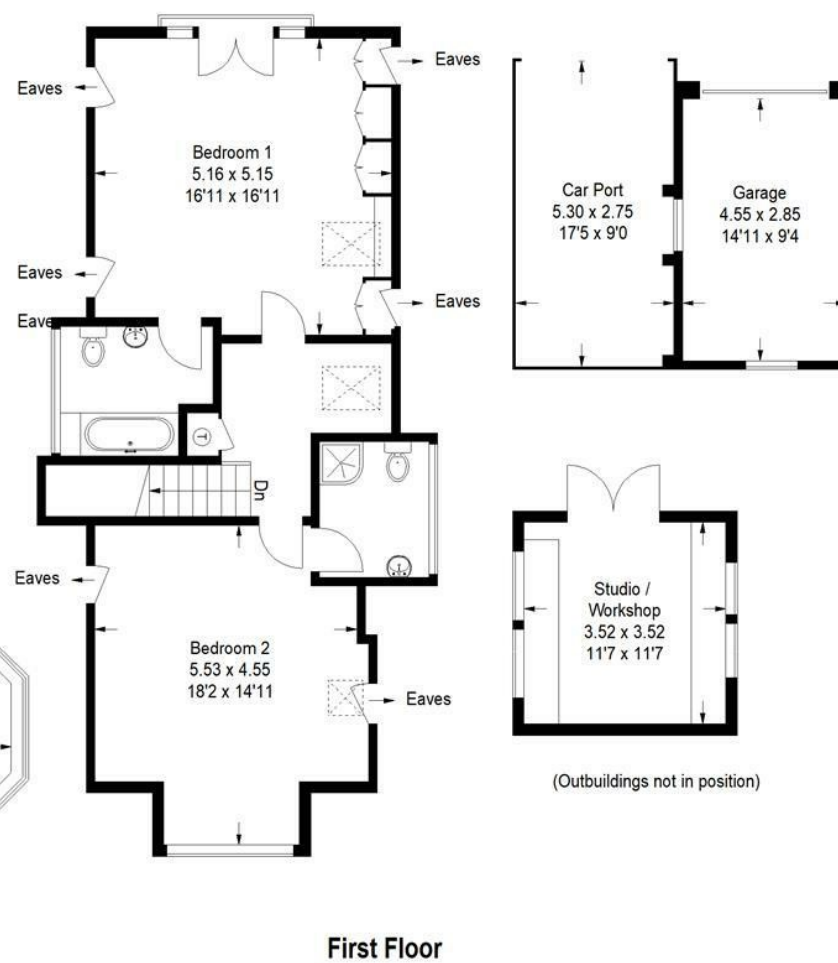 Eaves
Eaves
Bedroom 1
5.16 x 5.15
16'11 x 16'11
Eaves
Eaves
Eave
Dn
T
Eaves
Bedroom 2
5.53 x 4.55
18'2 x 14'11
Eaves
Car Port
5.30 x 2.75
17'5 x 9'0
Garage
4.55 x 2.85
14'11 x 9'4
Studio /
Workshop
3.52 x 3.52
11'7 x 11'7
(Outbuildings not in position)
First Floor